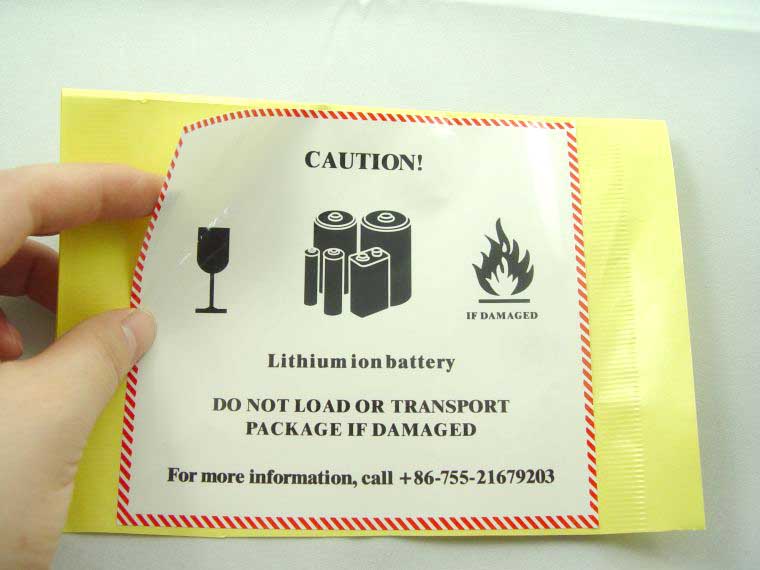 CAUTION!
IF DAMAGED
Lithium ion battery
DO NOT LOAD OR TRANSPORT
PACKAGE IF DAMAGED
For more information, call +86-755-21679203